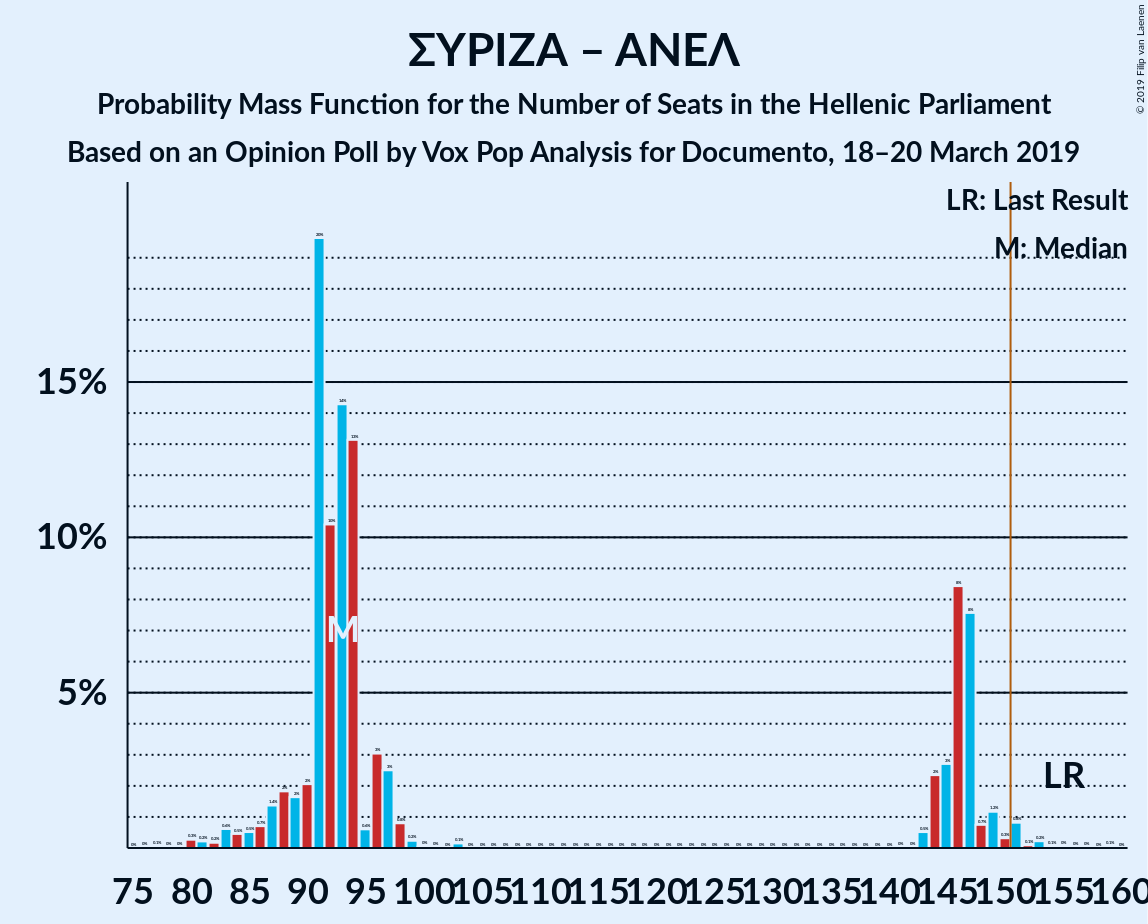 ΣΥΡΙΖΑ – ΑΝΕΛ
Probability Mass Function for the Number of Seats in the Hellenic Parliament
Based on an Opinion Poll by Vox Pop Analysis for Documento, 18–20 March 2019
© 2019 Filip van Laenen
LR: Last Result
M: Median
15%
10%
5%
M
LR
75 80 85 90 95 100 105 110 115 120 125 130 135 140 145 150 155 160